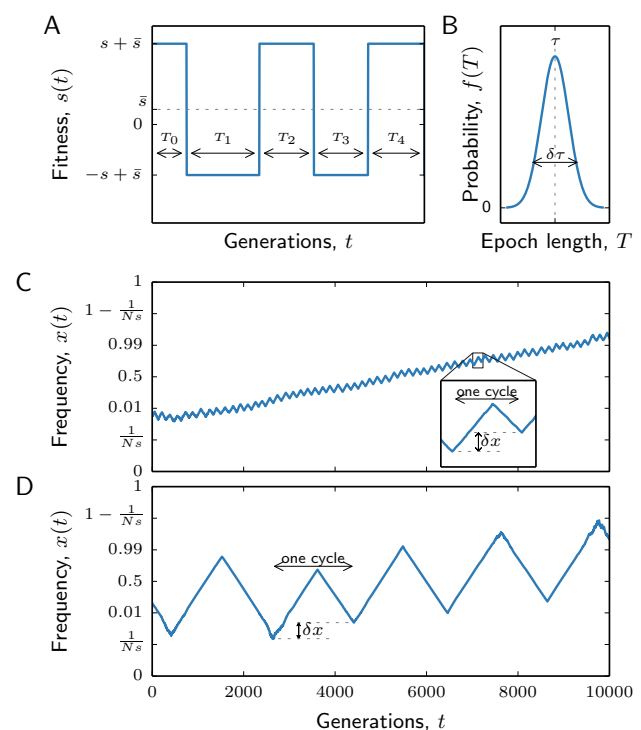 A
Fitness, s(t)
s + s̄
s̄
0
−s + s̄
T₀
T₁
T₂
T₃
T₄
Generations, t
B
Probability, f(T)
τ
δτ
0
Epoch length, T
C
Frequency, x(t)
1
1 − 1/Ns
0.99
0.5
0.01
1/Ns
0
one cycle
δx
D
Frequency, x(t)
1
1 − 1/Ns
0.99
0.5
0.01
1/Ns
0
one cycle
δx
0
2000
4000
6000
8000
10000
Generations, t